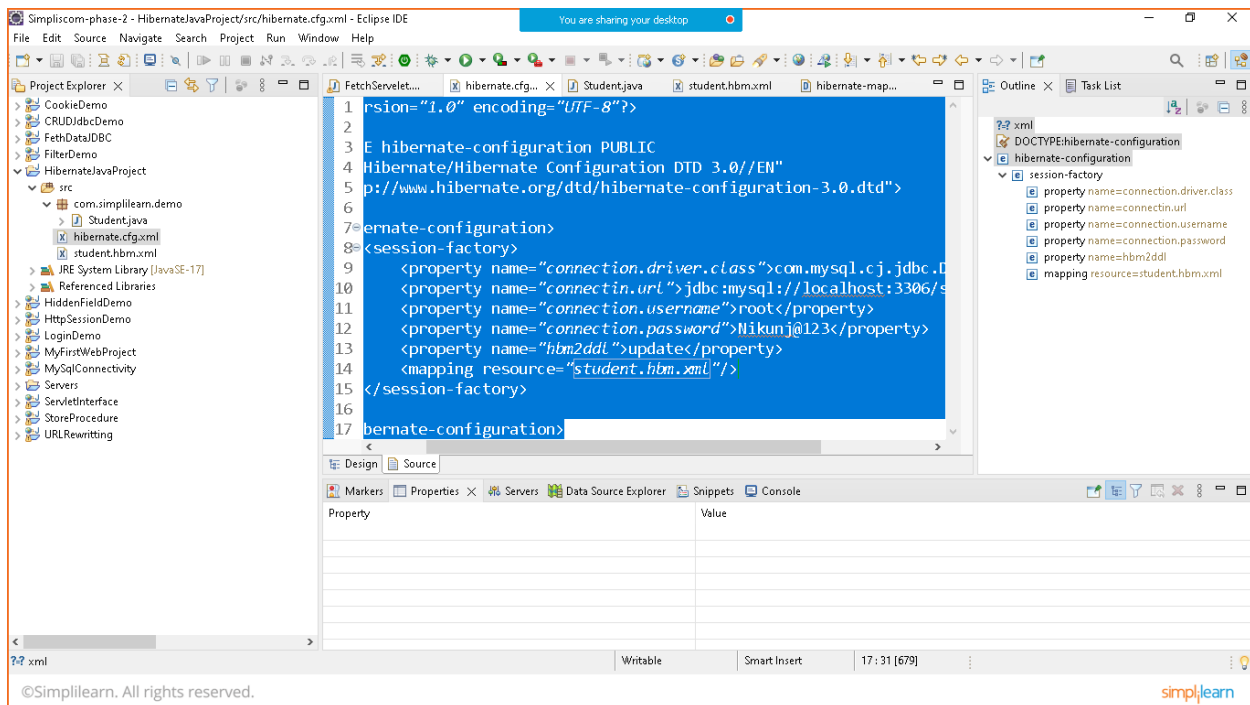 Simpliscom-phase-2 - HibernateJavaProject/src/hibernate.cfg.xml - Eclipse IDE
You are sharing your desktop
File Edit Source Navigate Search Project Run Window Help
Project Explorer
CookieDemo
CRUDJdbcDemo
FethDataJDBC
FilterDemo
HibernateJavaProject
src
com.simplilearn.demo
Student.java
hibernate.cfg.xml
student.hbm.xml
JRE System Library [JavaSE-17]
Referenced Libraries
HiddenFieldDemo
HttpSessionDemo
LoginDemo
MyFirstWebProject
MySqlConnectivity
Servers
ServletInterface
StoreProcedure
URLRewritting
FetchServelet.... hibernate.cfg... Student.java student.hbm.xml hibernate-map...
1 rsion="1.0" encoding="UTF-8"?>
2
3 E hibernate-configuration PUBLIC
4 Hibernate/Hibernate Configuration DTD 3.0//EN"
5 p://www.hibernate.org/dtd/hibernate-configuration-3.0.dtd">
6
7 ernate-configuration>
8 <session-factory>
9 <property name="connection.driver.class">com.mysql.cj.jdbc.D
10 <property name="connectin.url">jdbc:mysql://localhost:3306/s
11 <property name="connection.username">root</property>
12 <property name="connection.password">Nikunj@123</property>
13 <property name="hbm2ddl">update</property>
14 <mapping resource="student.hbm.xml"/>
15 </session-factory>
16
17 bernate-configuration>
Design Source
Outline Task List
?=? xml
DOCTYPE:hibernate-configuration
hibernate-configuration
session-factory
property name=connection.driver.class
property name=connectin.url
property name=connection.username
property name=connection.password
property name=hbm2ddl
mapping resource=student.hbm.xml
Markers Properties Servers Data Source Explorer Snippets Console
Property Value
?=? xml Writable Smart Insert 17 : 31 [679]
©Simplilearn. All rights reserved. simplilearn